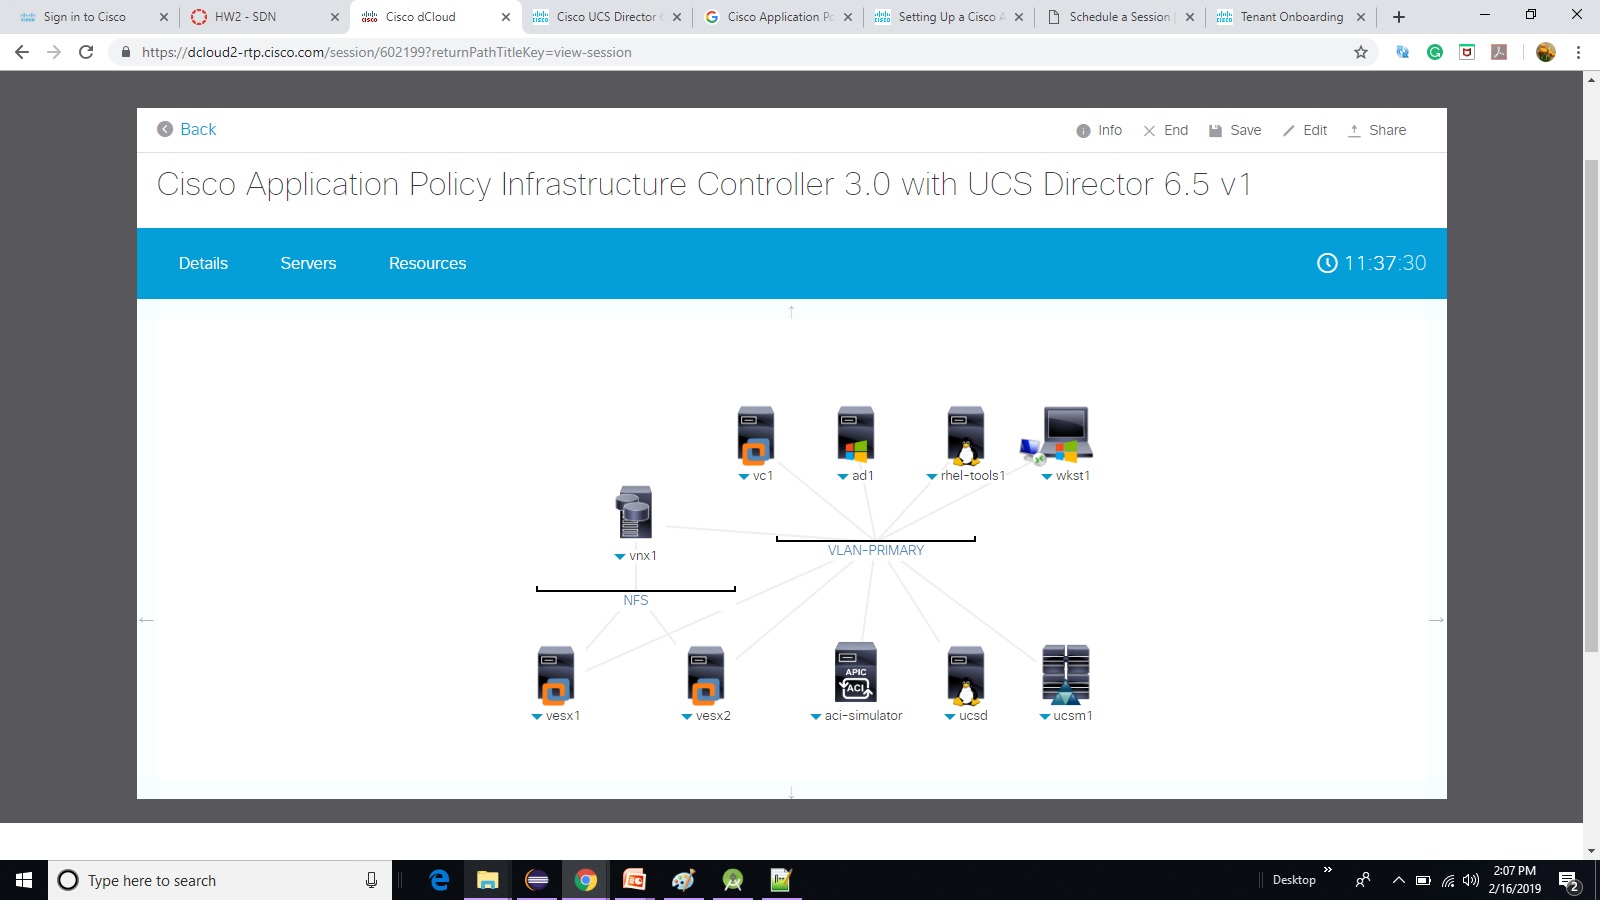 Sign in to Cisco
HW2 - SDN
Cisco dCloud
Cisco UCS Director 6
Cisco Application Po
Setting Up a Cisco A
Schedule a Session
Tenant Onboarding
https://dcloud2-rtp.cisco.com/session/602199?returnPathTitleKey=view-session
Back
Info
End
Save
Edit
Share
Cisco Application Policy Infrastructure Controller 3.0 with UCS Director 6.5 v1
Details
Servers
Resources
11:37:30
vc1
ad1
rhel-tools1
wkst1
vnx1
VLAN-PRIMARY
NFS
APIC
ACI
vesx1
vesx2
aci-simulator
ucsd
ucsm1
Type here to search
Desktop
2:07 PM
2/16/2019
2